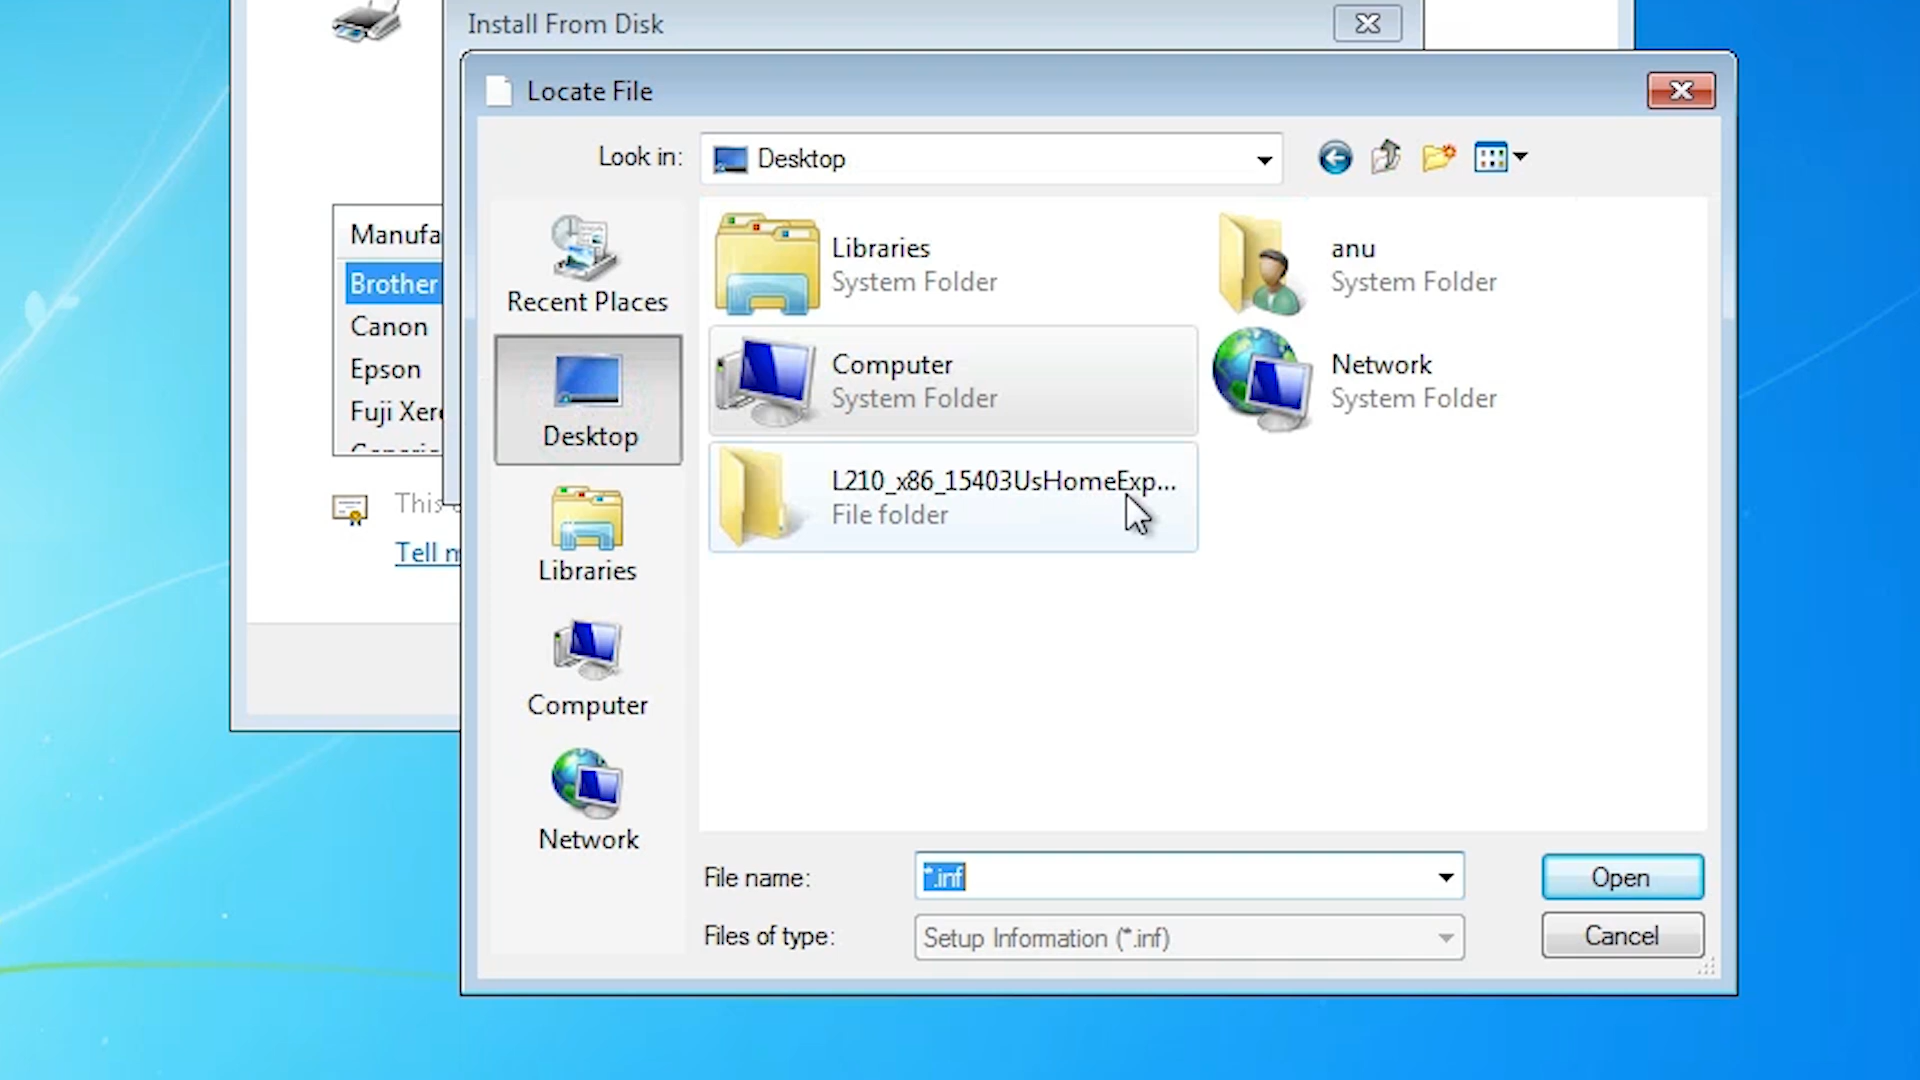 Install From Disk
Locate File
Look in:
Desktop
Manufa
Brother
Canon
Epson
Fuji Xer
This
Tell m
Recent Places
Desktop
Libraries
Computer
Network
Libraries
System Folder
anu
System Folder
Computer
System Folder
Network
System Folder
L210_x86_15403UsHomeExp...
File folder
File name:
*.inf
Open
Files of type:
Setup Information (*.inf)
Cancel